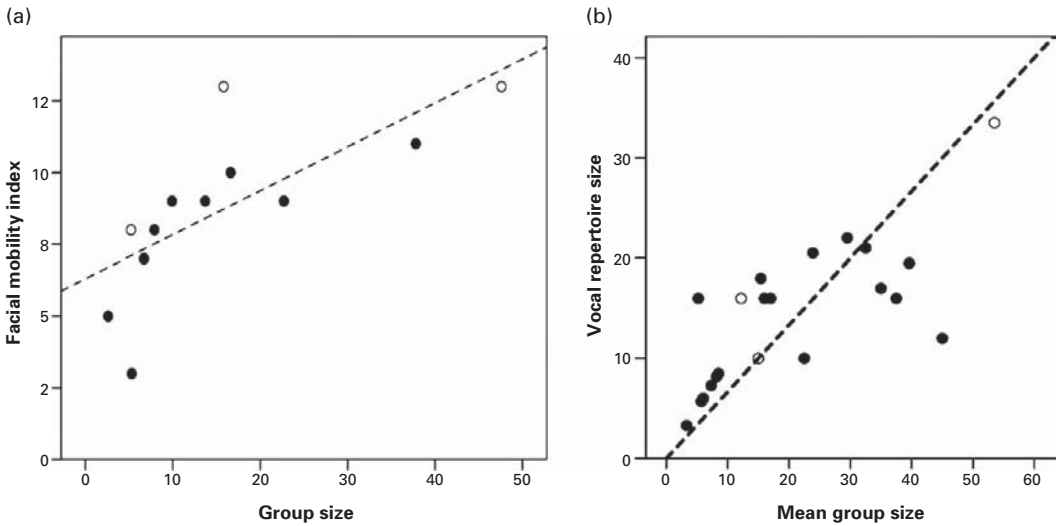 (a)
(b)
Facial mobility index
12
10
8
5
2
0
0 10 20 30 40 50
Group size
Vocal repertoire size
40
30
20
10
0
0 10 20 30 40 50 60
Mean group size